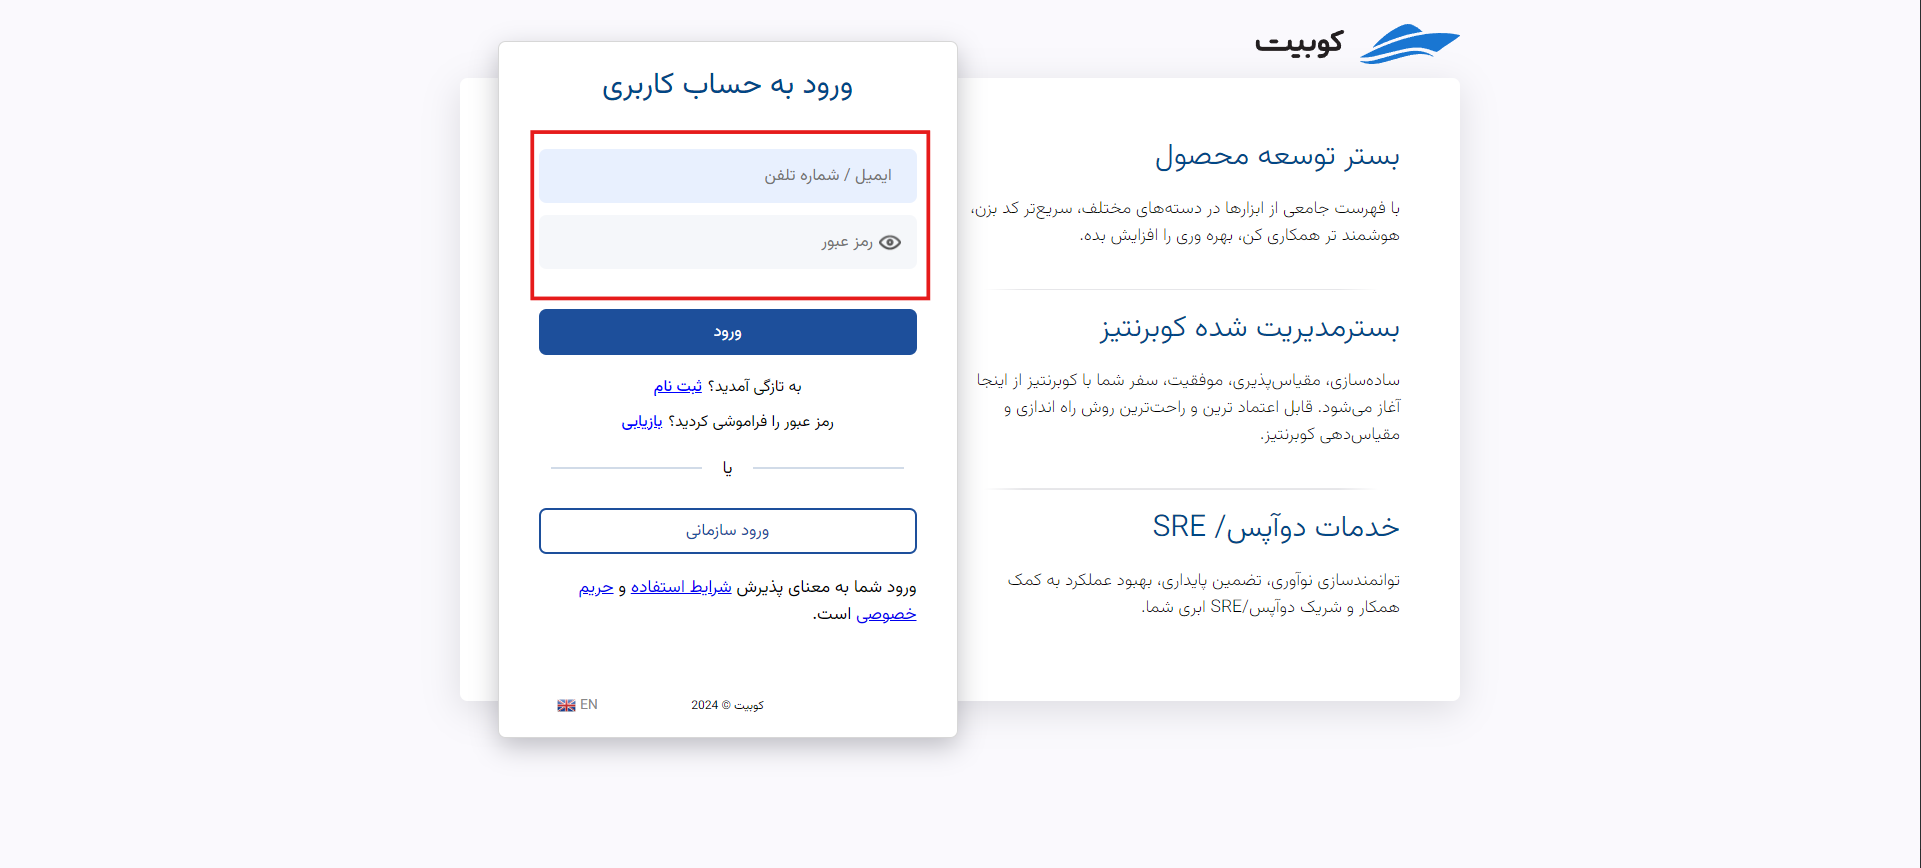 کوبیت
بستر توسعه محصول
با فهرست جامعی از ابزارها در دسته‌های مختلف، سریع‌تر کد بزن،
هوشمند تر همکاری کن، بهره وری را افزایش بده.
بسترمدیریت شده کوبرنتیز
ساده‌سازی، مقیاس‌پذیری، موفقیت، سفر شما با کوبرنتیز از اینجا
آغاز می‌شود. قابل اعتماد ترین و راحت‌ترین روش راه اندازی و
مقیاس‌دهی کوبرنتیز.
خدمات دوآپس/ SRE
توانمندسازی نوآوری، تضمین پایداری، بهبود عملکرد به کمک
همکار و شریک دوآپس/SRE ابری شما.
ورود به حساب کاربری
ایمیل / شماره تلفن
رمز عبور
ورود
به تازگی آمدید؟ ثبت نام
رمز عبور را فراموشی کردید؟ بازیابی
یا
ورود سازمانی
ورود شما به معنای پذیرش شرایط استفاده و حریم
خصوصی است.
کوبیت © 2024
EN